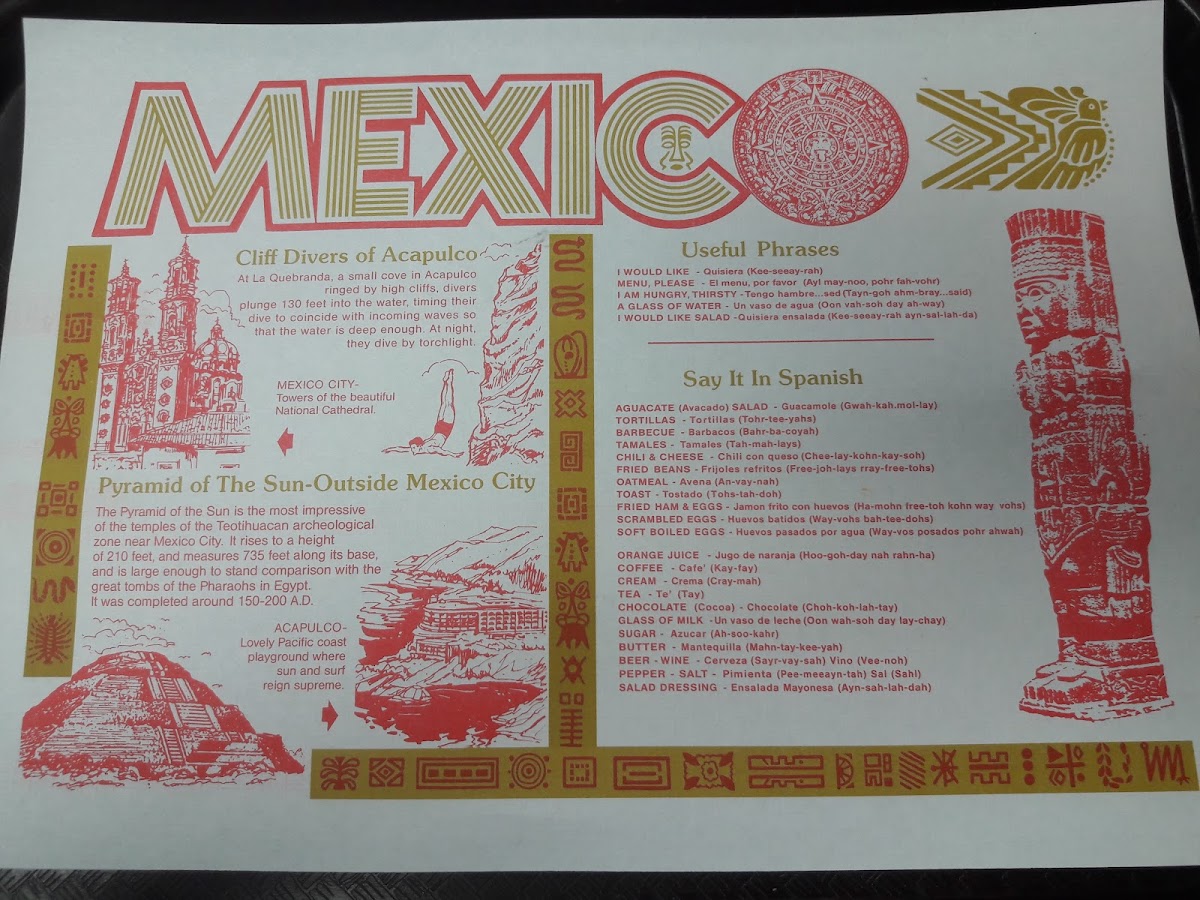 MEXICO
Cliff Divers of Acapulco
At La Quebranda, a small cove in Acapulco
ringed by high cliffs, divers
plunge 130 feet into the water, timing their
dive to coincide with incoming waves so
that the water is deep enough. At night,
they dive by torchlight.
MEXICO CITY-
Towers of the beautiful
National Cathedral.
Pyramid of The Sun-Outside Mexico City
The Pyramid of the Sun is the most impressive
of the temples of the Teotihuacan archeological
zone near Mexico City. It rises to a height
of 210 feet, and measures 735 feet along its base,
and is large enough to stand comparison with the
great tombs of the Pharaohs in Egypt.
It was completed around 150-200 A.D.
ACAPULCO-
Lovely Pacific coast
playground where
sun and surf
reign supreme.
Useful Phrases
I WOULD LIKE - Quisiera (Kee-seeay-rah)
MENU, PLEASE - El menu, por favor (Ayl may-noo, pohr fah-vohr)
I AM HUNGRY, THIRSTY - Tengo hambre...sed (Tayn-goh ahm-bray...said)
A GLASS OF WATER - Un vaso de agua (Oon vah-soh day ah-way)
I WOULD LIKE SALAD -Quisiera ensalada (Kee-seeay-rah ayn-sal-lah-da)
Say It In Spanish
AGUACATE (Avacado) SALAD - Guacamole (Gwah-kah.mol-lay)
TORTILLAS - Tortillas (Tohr-tee-yahs)
BARBECUE - Barbacos (Bahr-ba-coyah)
TAMALES - Tamales (Tah-mah-lays)
CHILI & CHEESE - Chili con queso (Chee-lay-kohn-kay-soh)
FRIED BEANS - Frijoles refritos (Free-joh-lays rray-free-tohs)
OATMEAL - Avena (An-vay-nah)
TOAST - Tostado (Tohs-tah-doh)
FRIED HAM & EGGS - Jamon frito con huevos (Ha-mohn free-toh kohn way vohs)
SCRAMBLED EGGS - Huevos batidos (Way-vohs bah-tee-dohs)
SOFT BOILED EGGS - Huevos pasados por agua (Way-vos posados pohr ahwah)
ORANGE JUICE - Jugo de naranja (Hoo-goh-day nah rahn-ha)
COFFEE - Cafe' (Kay-fay)
CREAM - Crema (Cray-mah)
TEA - Te' (Tay)
CHOCOLATE (Cocoa) - Chocolate (Choh-koh-lah-tay)
GLASS OF MILK -Un vaso de leche (Oon wah-soh day lay-chay)
SUGAR - Azucar (Ah-soo-kahr)
BUTTER - Mantequilla (Mahn-tay-kee-yah)
BEER - WINE - Cerveza (Sayr-vay-sah) Vino (Vee-noh)
PEPPER - SALT - Pimienta (Pee-meeayn-tah) Sal (Sahl)
SALAD DRESSING - Ensalada Mayonesa (Ayn-sah-lah-dah)